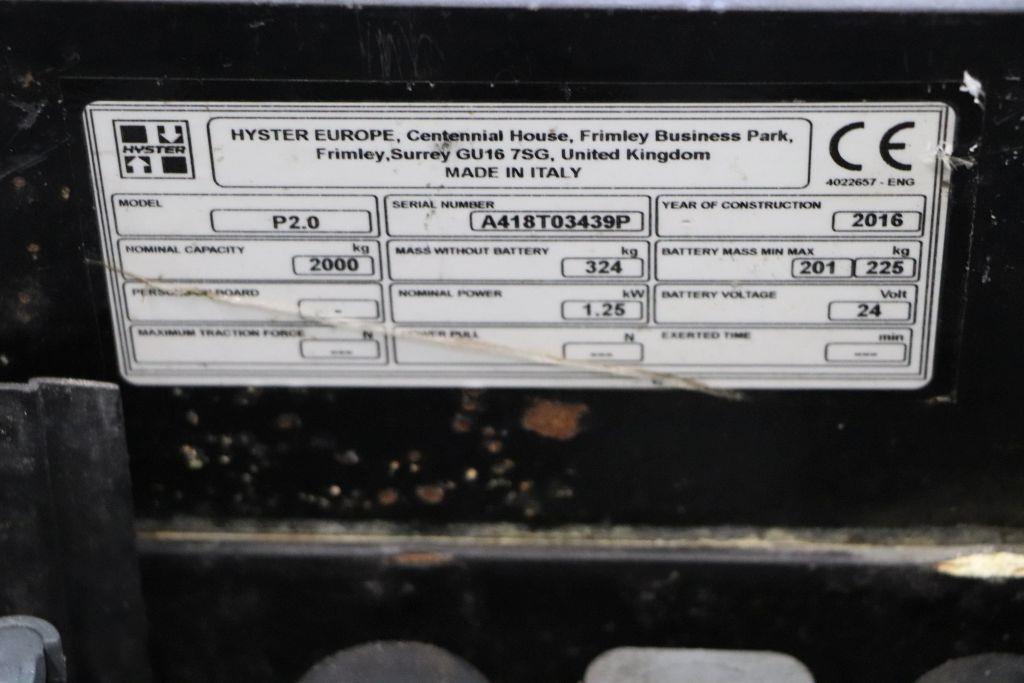 HYSTER
HYSTER EUROPE, Centennial House, Frimley Business Park,
Frimley,Surrey GU16 7SG, United Kingdom
MADE IN ITALY
CE
4022657 - ENG
MODEL P2.0 SERIAL NUMBER A418T03439P YEAR OF CONSTRUCTION 2016
NOMINAL CAPACITY kg 2000 MASS WITHOUT BATTERY kg 324 BATTERY MASS MIN MAX kg 201 225
BOARD - NOMINAL POWER kW 1.25 BATTERY VOLTAGE Volt 24
MAXIMUM TRACTION FORCE N --- POWER PULL N --- EXERTED TIME min ---